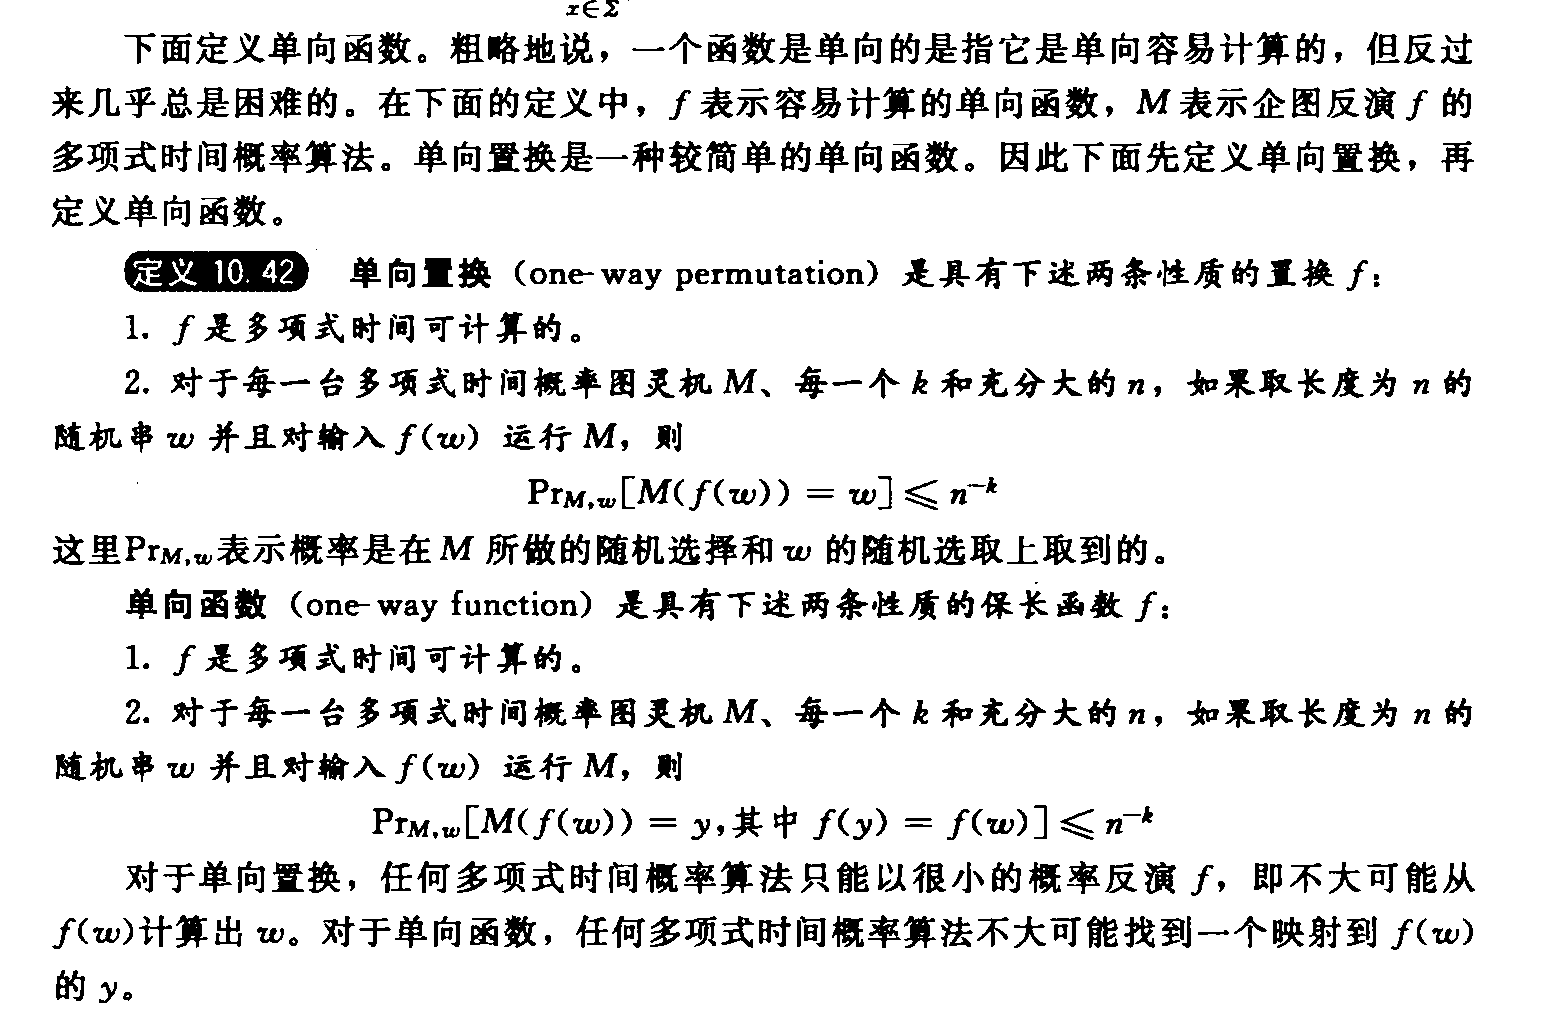 x∈Σ
下面定义单向函数。粗略地说，一个函数是单向的是指它是单向容易计算的，但反过
来几乎总是困难的。在下面的定义中，f 表示容易计算的单向函数，M 表示企图反演 f 的
多项式时间概率算法。单向置换是一种较简单的单向函数。因此下面先定义单向置换，再
定义单向函数。
定义 10.42 单向置换（one-way permutation）是具有下述两条性质的置换 f：
1. f 是多项式时间可计算的。
2. 对于每一台多项式时间概率图灵机 M、每一个 k 和充分大的 n，如果取长度为 n 的
随机串 w 并且对输入 f(w) 运行 M，则
Pr_{M,w}[M(f(w)) = w] ⩽ n^{-k}
这里Pr_{M,w}表示概率是在 M 所做的随机选择和 w 的随机选取上取到的。
单向函数（one-way function）是具有下述两条性质的保长函数 f：
1. f 是多项式时间可计算的。
2. 对于每一台多项式时间概率图灵机 M、每一个 k 和充分大的 n，如果取长度为 n 的
随机串 w 并且对输入 f(w) 运行 M，则
Pr_{M,w}[M(f(w)) = y,其中 f(y) = f(w)] ⩽ n^{-k}
对于单向置换，任何多项式时间概率算法只能以很小的概率反演 f，即不大可能从
f(w)计算出 w。对于单向函数，任何多项式时间概率算法不大可能找到一个映射到 f(w)
的 y。